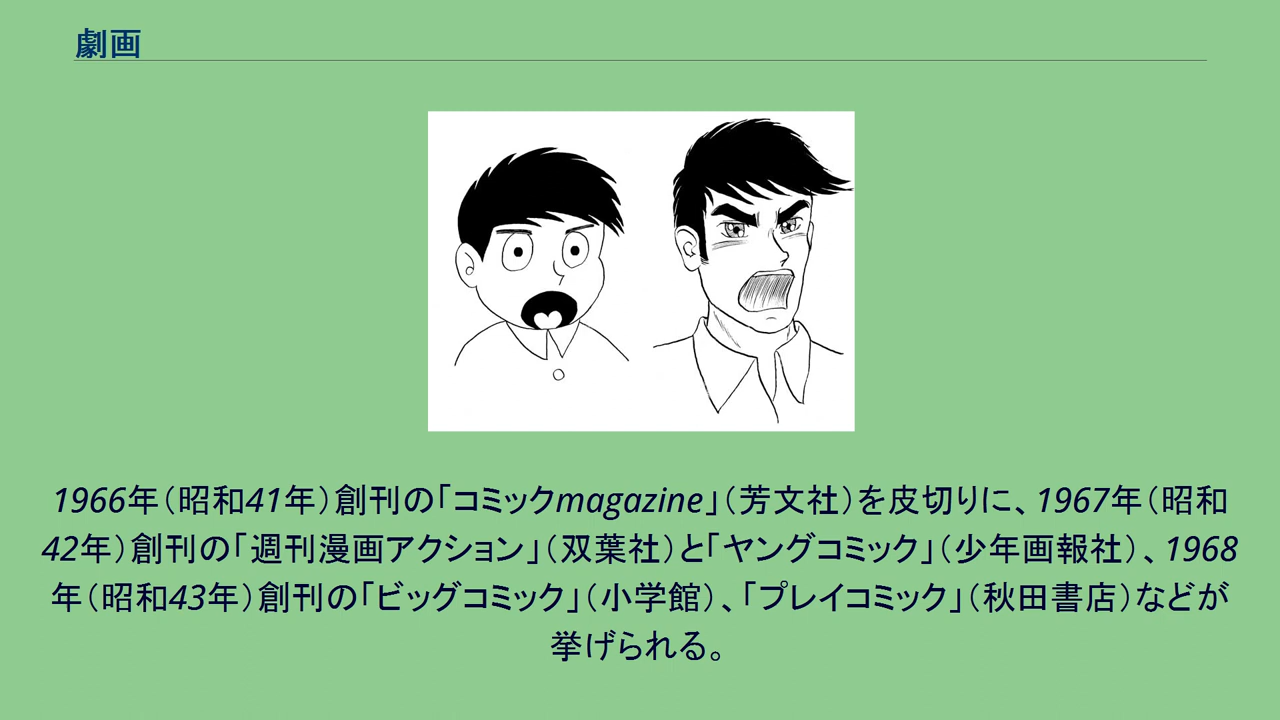 劇画
1966年（昭和41年）創刊の「コミックmagazine」（芳文社）を皮切りに、1967年（昭和
42年）創刊の「週刊漫画アクション」（双葉社）と「ヤングコミック」（少年画報社）、1968
年（昭和43年）創刊の「ビッグコミック」（小学館）、「プレイコミック」（秋田書店）などが
挙げられる。